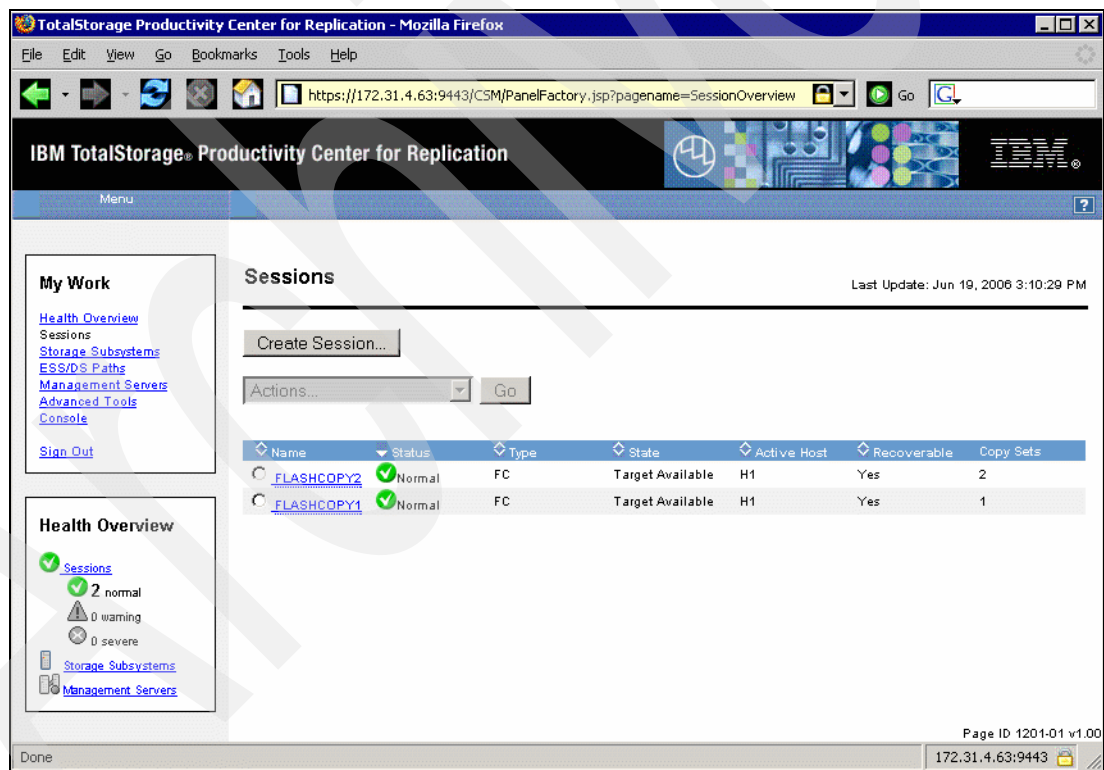 TotalStorage Productivity Center for Replication - Mozilla Firefox
File Edit View Go Bookmarks Tools Help
https://172.31.4.63:9443/CSM/PanelFactory.jsp?pagename=SessionOverview Go G
IBM TotalStorage® Productivity Center for Replication IBM®
Menu ?
My Work
Health Overview
Sessions
Storage Subsystems
ESS/DS Paths
Management Servers
Advanced Tools
Console
Sign Out
Health Overview
Sessions
2 normal
0 warning
0 severe
Storage Subsystems
Management Servers
Sessions
Last Update: Jun 19, 2006 3:10:29 PM
Create Session...
Actions... Go
Name Status Type State Active Host Recoverable Copy Sets
FLASHCOPY2 Normal FC Target Available H1 Yes 2
FLASHCOPY1 Normal FC Target Available H1 Yes 1
Page ID 1201-01 v1.00
Done 172.31.4.63:9443